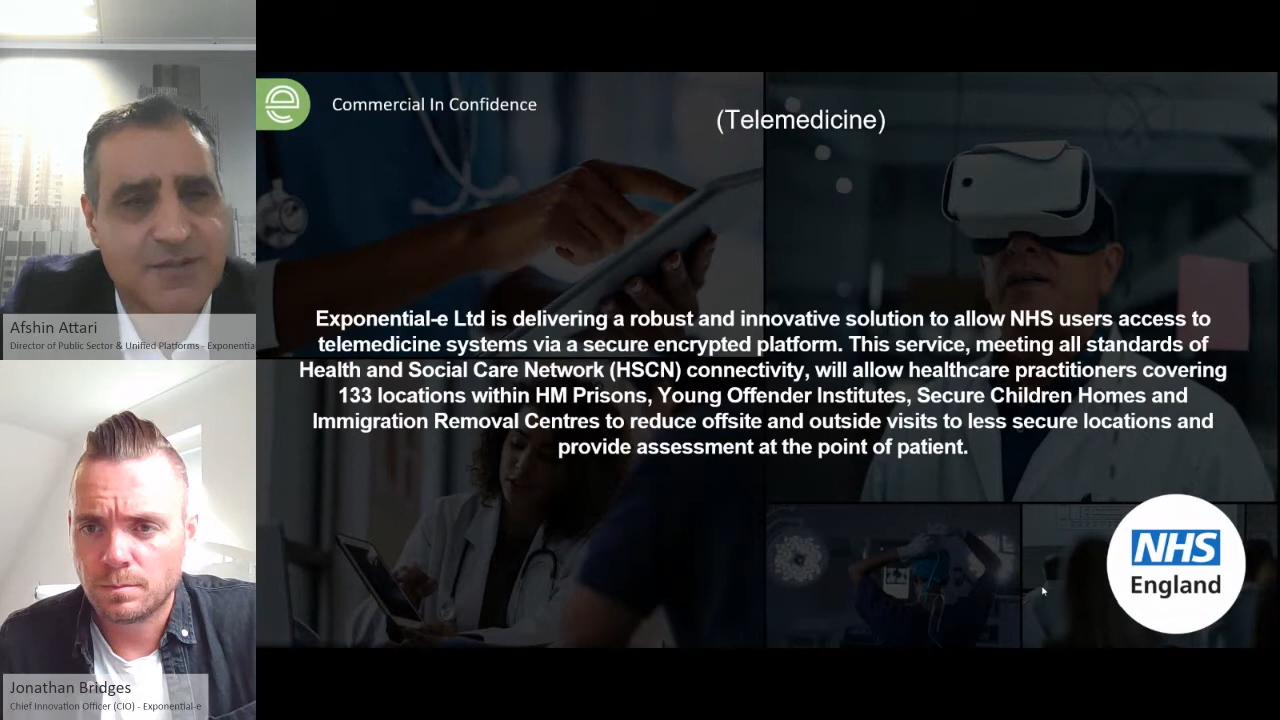 Commercial In Confidence
(Telemedicine)
Exponential-e Ltd is delivering a robust and innovative solution to allow NHS users access to
telemedicine systems via a secure encrypted platform. This service, meeting all standards of
Health and Social Care Network (HSCN) connectivity, will allow healthcare practitioners covering
133 locations within HM Prisons, Young Offender Institutes, Secure Children Homes and
Immigration Removal Centres to reduce offsite and outside visits to less secure locations and
provide assessment at the point of patient.
NHS
England
Afshin Attari
Director of Public Sector & Unified Platforms - Exponentia
Jonathan Bridges
Chief Innovation Officer (CIO) - Exponential-e